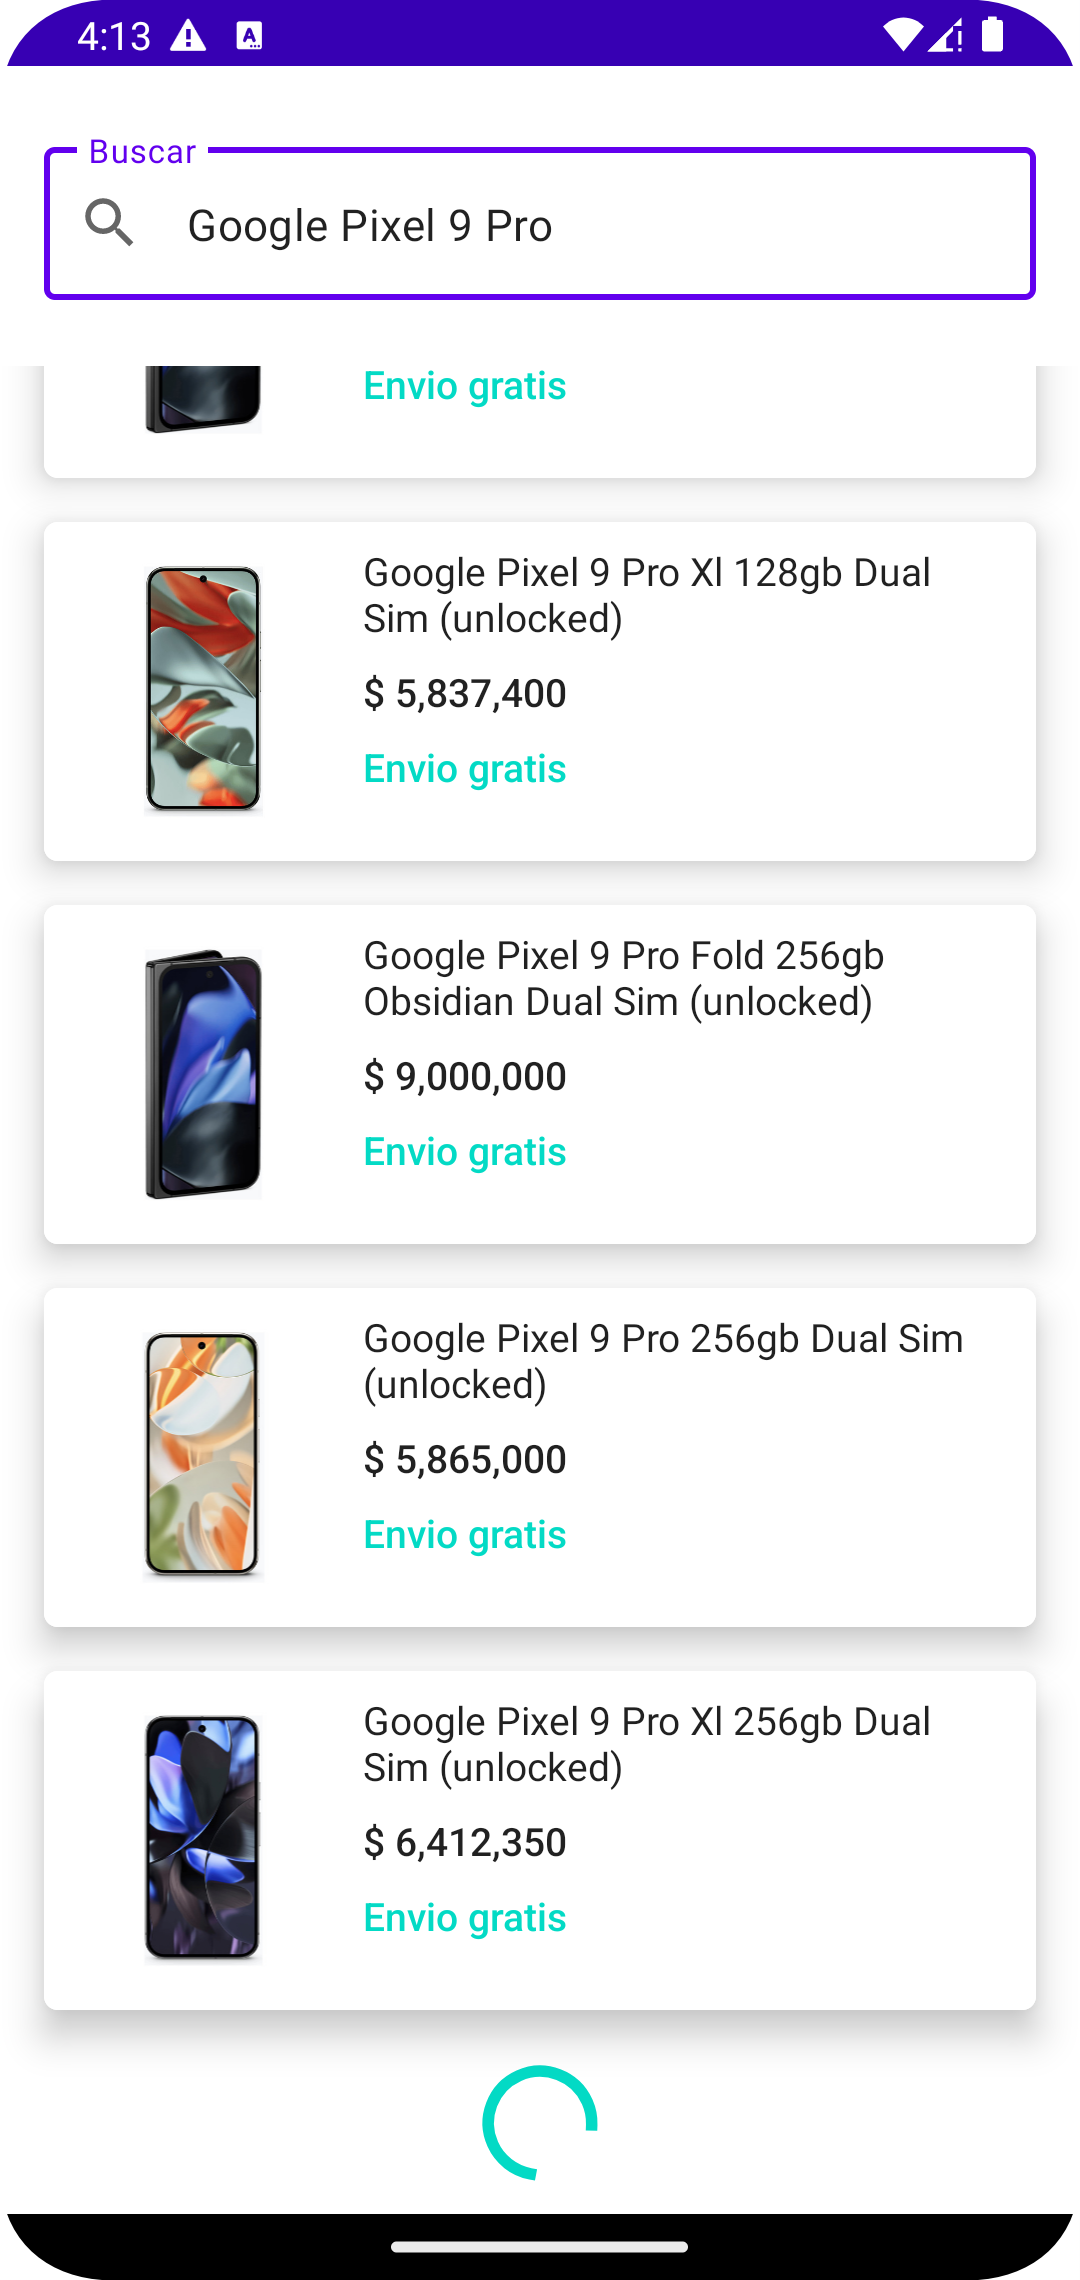 4:13
Buscar
Google Pixel 9 Pro
Envio gratis
Google Pixel 9 Pro Xl 128gb Dual
Sim (unlocked)
$ 5,837,400
Envio gratis
Google Pixel 9 Pro Fold 256gb
Obsidian Dual Sim (unlocked)
$ 9,000,000
Envio gratis
Google Pixel 9 Pro 256gb Dual Sim
(unlocked)
$ 5,865,000
Envio gratis
Google Pixel 9 Pro Xl 256gb Dual
Sim (unlocked)
$ 6,412,350
Envio gratis